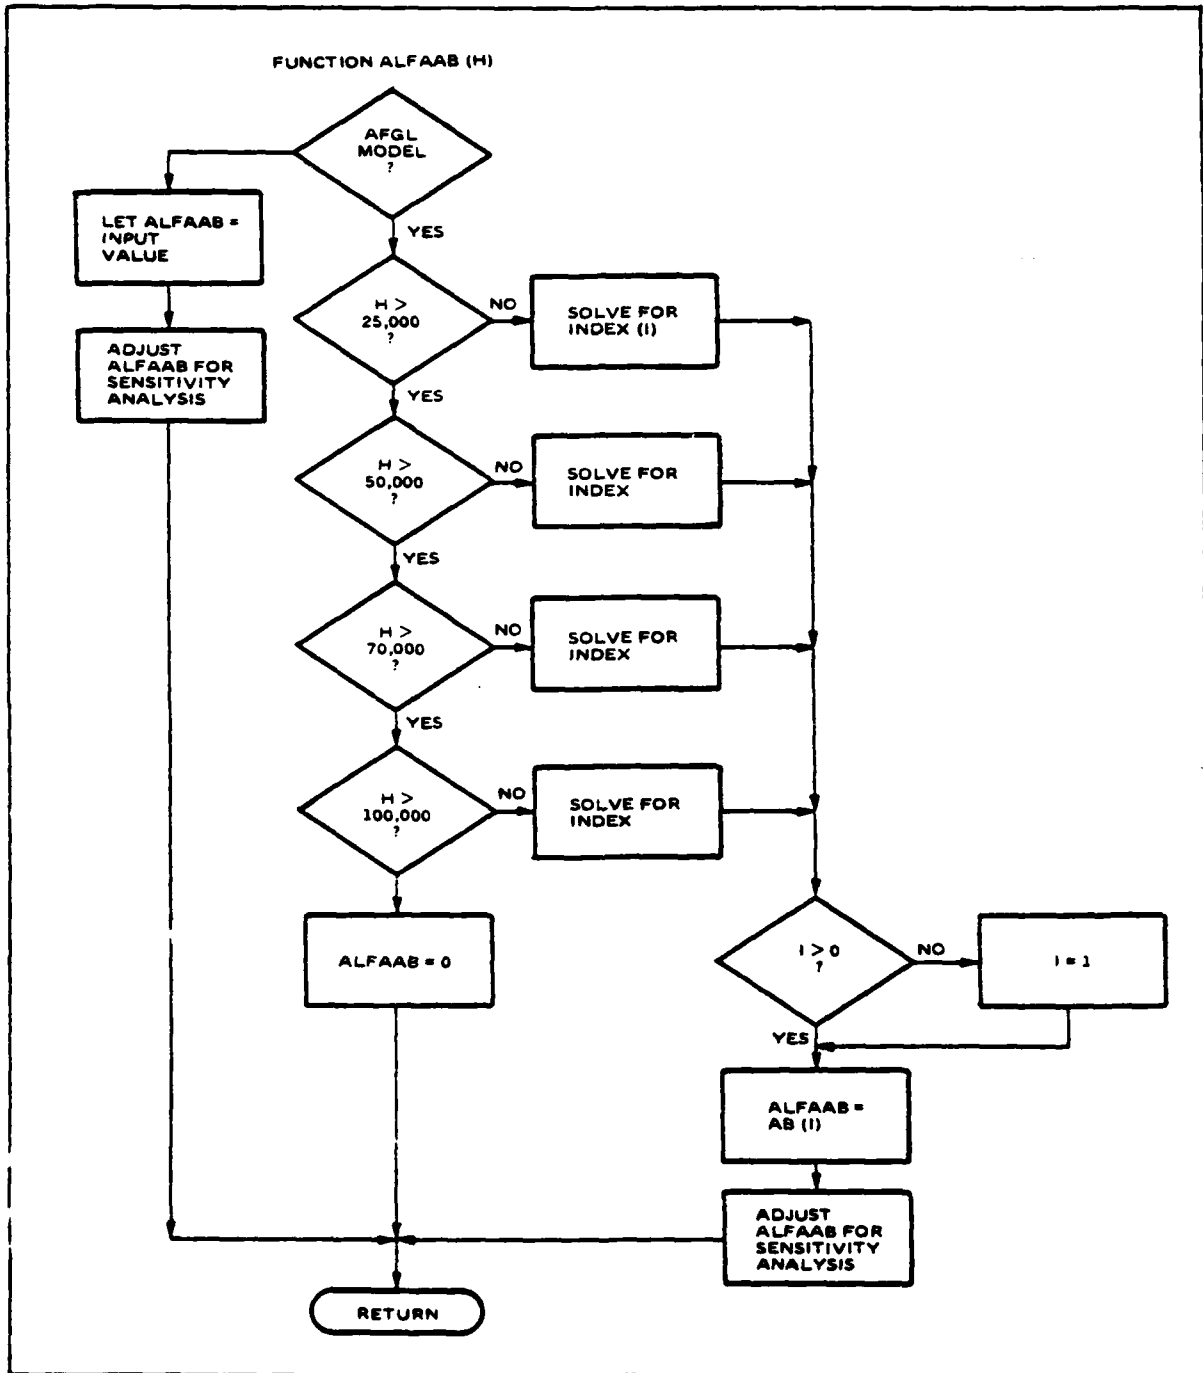 FUNCTION ALFAAB (H)
AFGL
MODEL
?
YES
LET ALFAAB =
INPUT
VALUE
ADJUST
ALFAAB FOR
SENSITIVITY
ANALYSIS
H >
25,000
?
NO
SOLVE FOR
INDEX (I)
YES
H >
50,000
?
NO
SOLVE FOR
INDEX
YES
H >
70,000
?
NO
SOLVE FOR
INDEX
YES
H >
100,000
?
NO
SOLVE FOR
INDEX
ALFAAB = 0
I > 0
?
NO
I = 1
YES
ALFAAB =
AB (I)
ADJUST
ALFAAB FOR
SENSITIVITY
ANALYSIS
RETURN